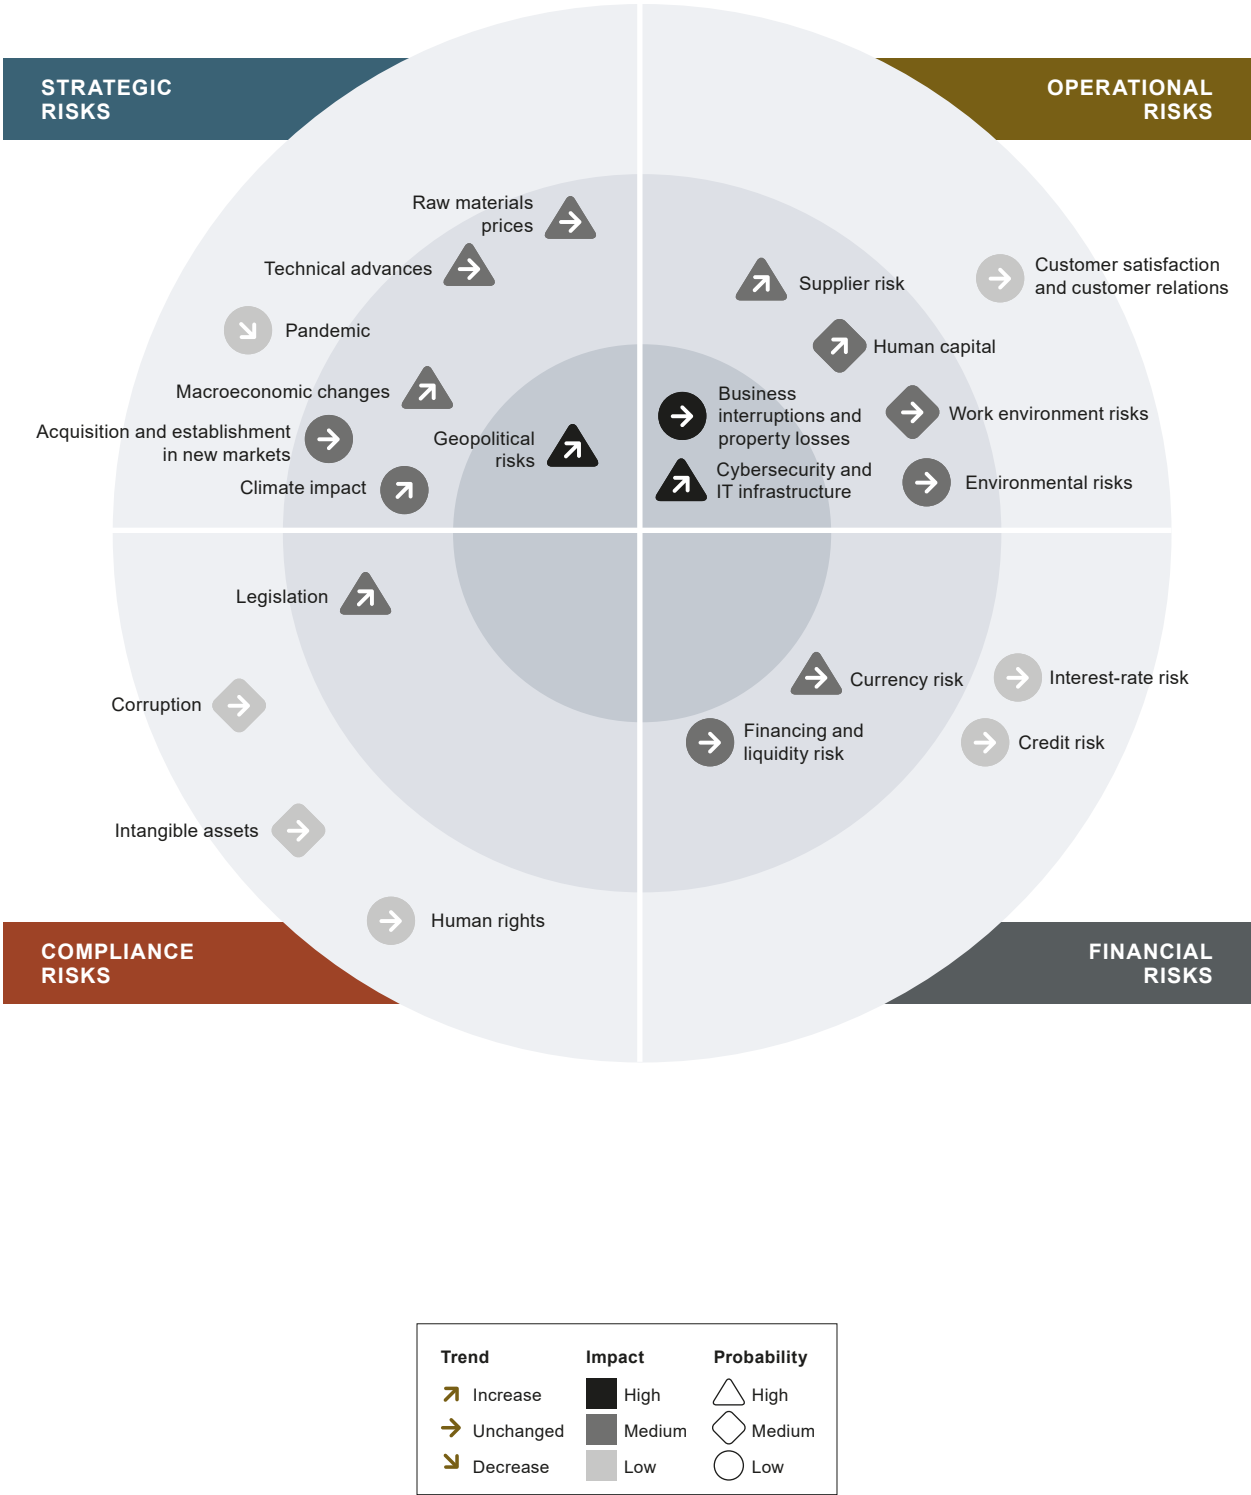 STRATEGIC
RISKS
OPERATIONAL
RISKS
Raw materials
prices
Technical advances
Pandemic
Macroeconomic changes
Acquisition and establishment
in new markets
Climate impact
Geopolitical
risks
Supplier risk
Customer satisfaction
and customer relations
Human capital
Business
interruptions and
property losses
Work environment risks
Cybersecurity and
IT infrastructure
Environmental risks
Legislation
Corruption
Intangible assets
Human rights
Currency risk
Interest-rate risk
Financing and
liquidity risk
Credit risk
COMPLIANCE
RISKS
FINANCIAL
RISKS
Trend
Increase
Unchanged
Decrease
Impact
High
Medium
Low
Probability
High
Medium
Low